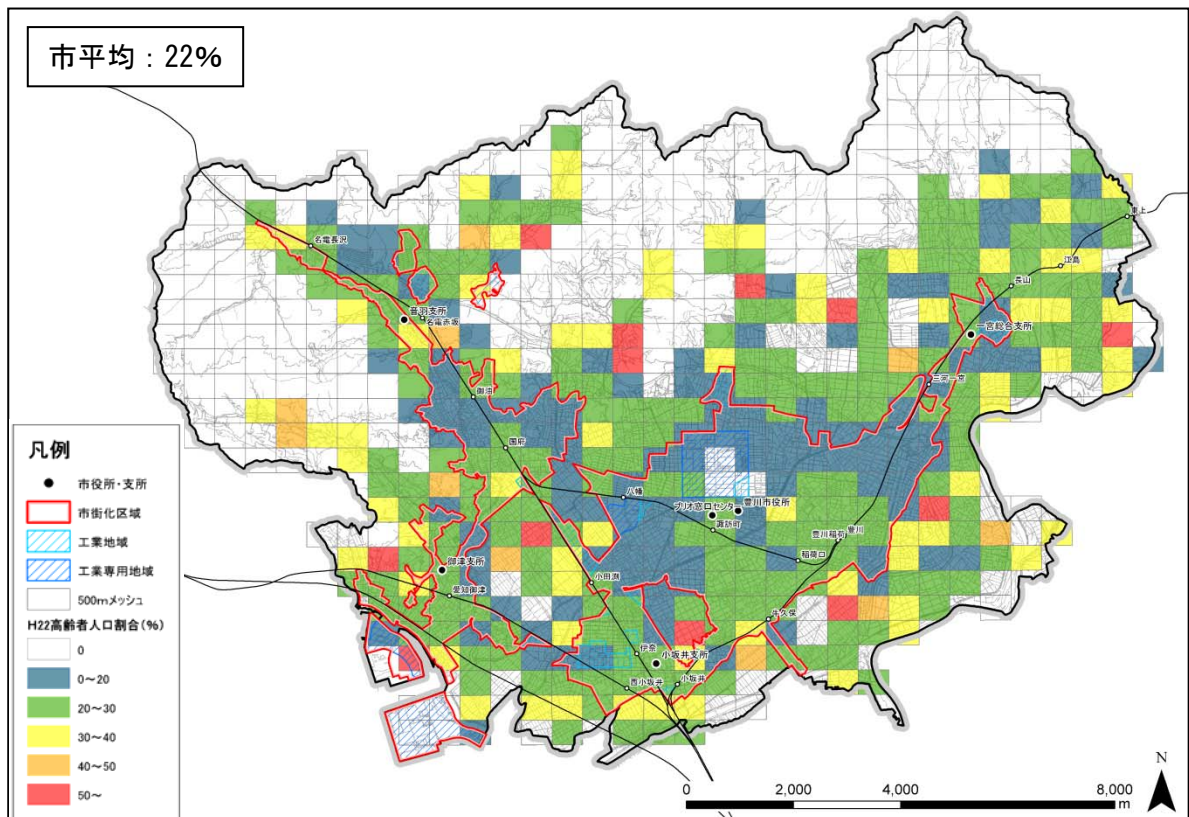 市平均：22%
名電長沢
音羽支所
名電赤坂
御油
国府
八幡
プリオ窓口センター
豊川市役所
諏訪町
稲荷口
豊川稲荷
豊川
牛久保
小田渕
伊奈
小坂井支所
西小坂井
小坂井
御津支所
愛知御津
東上
江島
長山
一宮総合支所
三河一宮
凡例
市役所・支所
市街化区域
工業地域
工業専用地域
500mメッシュ
H22高齢者人口割合(%)
0
0～20
20～30
30～40
40～50
50～
N
0 2,000 4,000 8,000
m